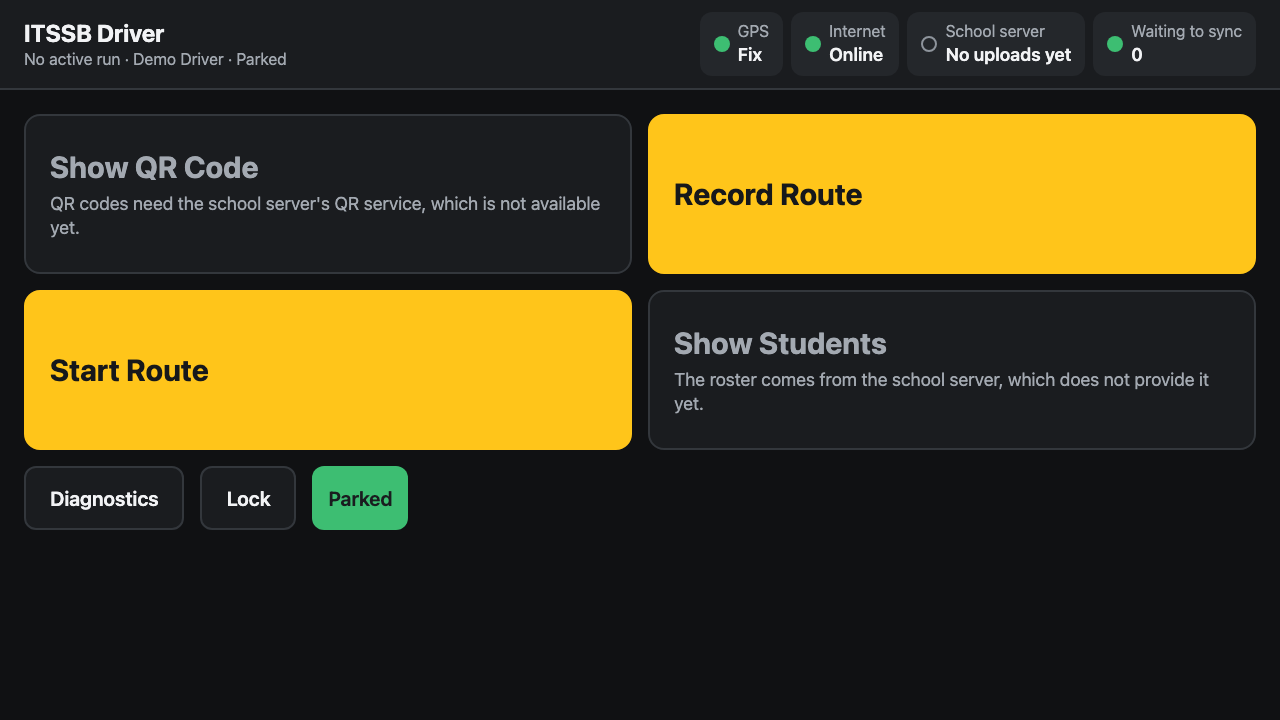 ITSSB Driver
No active run · Demo Driver · Parked
GPS
Fix
Internet
Online
School server
No uploads yet
Waiting to sync
0
Show QR Code
QR codes need the school server's QR service, which is not available
yet.
Record Route
Start Route
Show Students
The roster comes from the school server, which does not provide it
yet.
Diagnostics
Lock
Parked